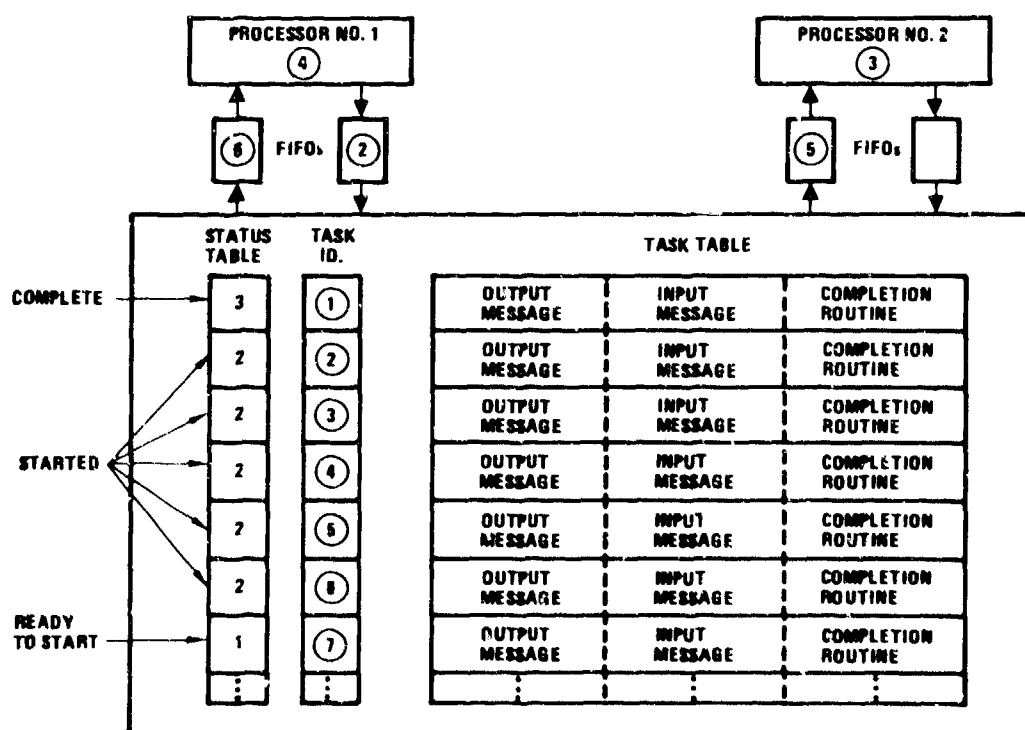 PROCESSOR NO. 1
4
PROCESSOR NO. 2
3
6 FIFOs 2
5 FIFOs
STATUS TABLE
TASK ID.
TASK TABLE
COMPLETE
3 1 OUTPUT MESSAGE INPUT MESSAGE COMPLETION ROUTINE
2 2 OUTPUT MESSAGE INPUT MESSAGE COMPLETION ROUTINE
2 3 OUTPUT MESSAGE INPUT MESSAGE COMPLETION ROUTINE
STARTED
2 4 OUTPUT MESSAGE INPUT MESSAGE COMPLETION ROUTINE
2 5 OUTPUT MESSAGE INPUT MESSAGE COMPLETION ROUTINE
2 6 OUTPUT MESSAGE INPUT MESSAGE COMPLETION ROUTINE
READY TO START
1 7 OUTPUT MESSAGE INPUT MESSAGE COMPLETION ROUTINE